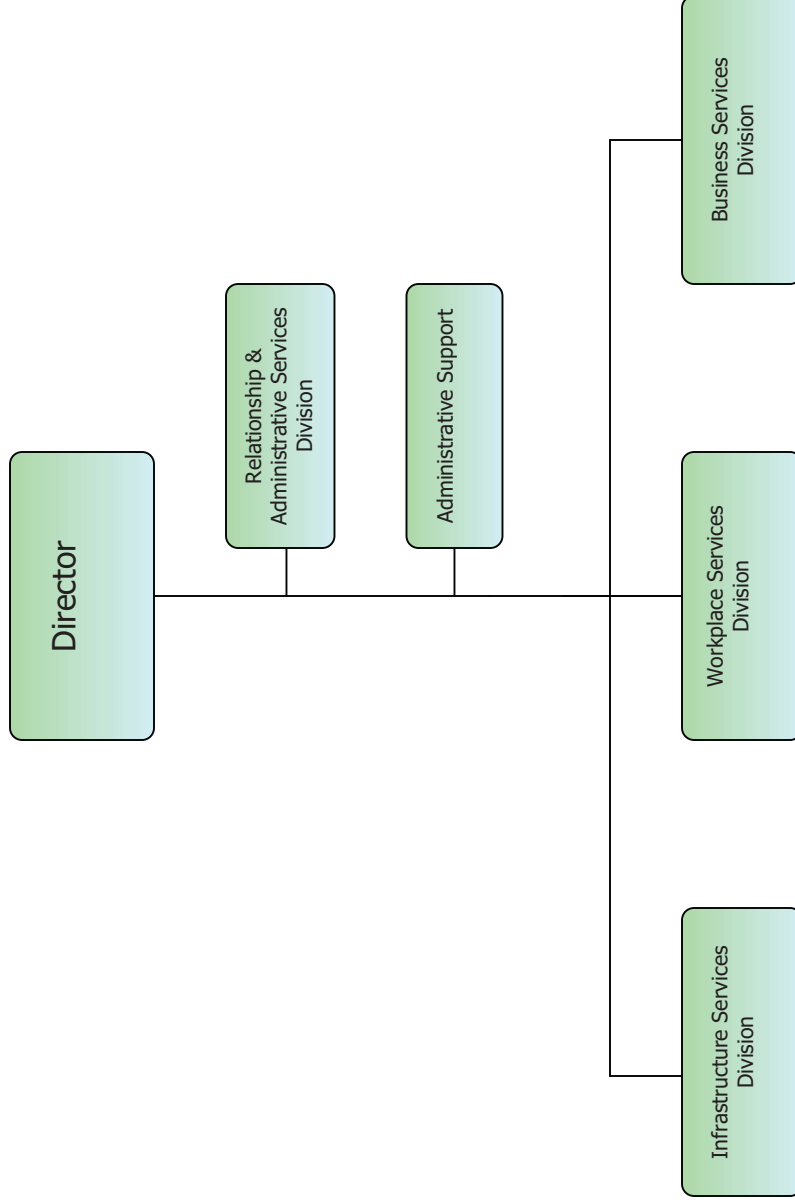 Director
Relationship &
Administrative Services
Division
Administrative Support
Infrastructure Services
Division
Workplace Services
Division
Business Services
Division